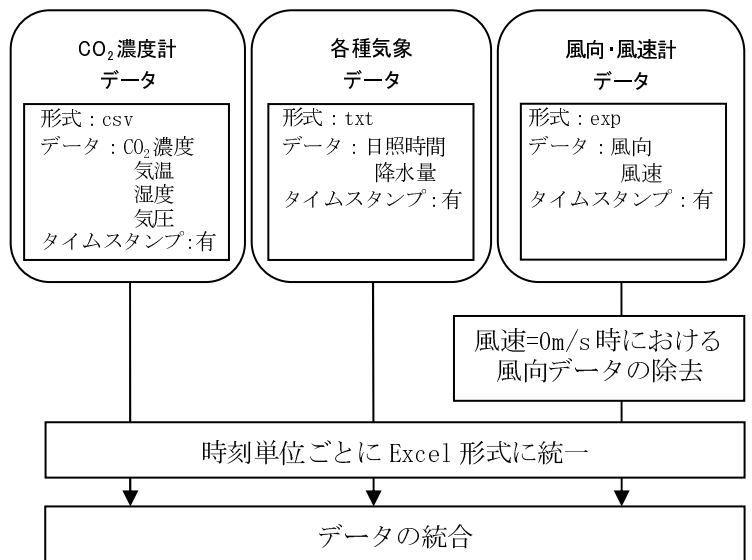 CO₂濃度計
データ
形式：csv
データ：CO₂濃度
気温
湿度
気圧
タイムスタンプ：有
各種気象
データ
形式：txt
データ：日照時間
降水量
タイムスタンプ：有
風向・風速計
データ
形式：exp
データ：風向
風速
タイムスタンプ：有
風速=0m/s時における
風向データの除去
時刻単位ごとにExcel形式に統一
データの統合